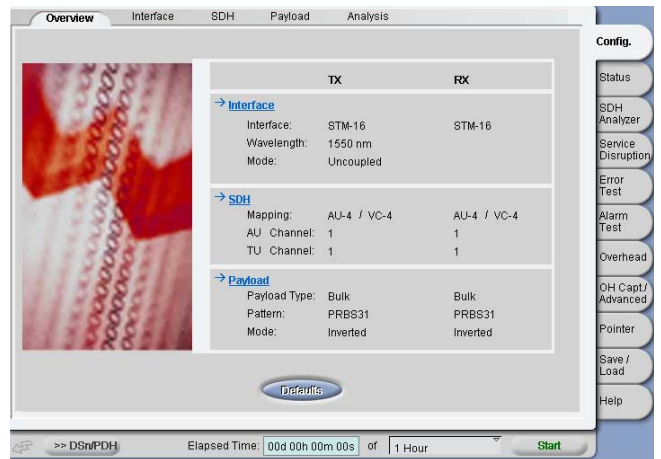 Overview Interface SDH Payload Analysis
Config.
Status
SDH
Analyzer
Service
Disruption
Error
Test
Alarm
Test
Overhead
OH Capt./
Advanced
Pointer
Save /
Load
Help
TX RX
→ Interface
Interface: STM-16 STM-16
Wavelength: 1550 nm
Mode: Uncoupled
→ SDH
Mapping: AU-4 / VC-4 AU-4 / VC-4
AU Channel: 1 1
TU Channel: 1 1
→ Payload
Payload Type: Bulk Bulk
Pattern: PRBS31 PRBS31
Mode: Inverted Inverted
Defaults
>> DSn/PDH Elapsed Time: 00d 00h 00m 00s of 1 Hour Start